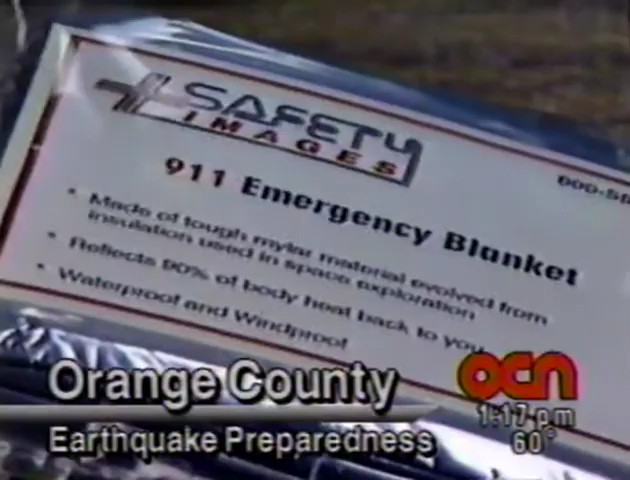 SAFETY
IMAGES
911 Emergency Blanket
• Made of tough mylar material evolved from
insulation used in space exploration
• Reflects 90% of body heat back to you
• Waterproof and Windproof
Orange County
Earthquake Preparedness
ocn
1:17 pm
60°